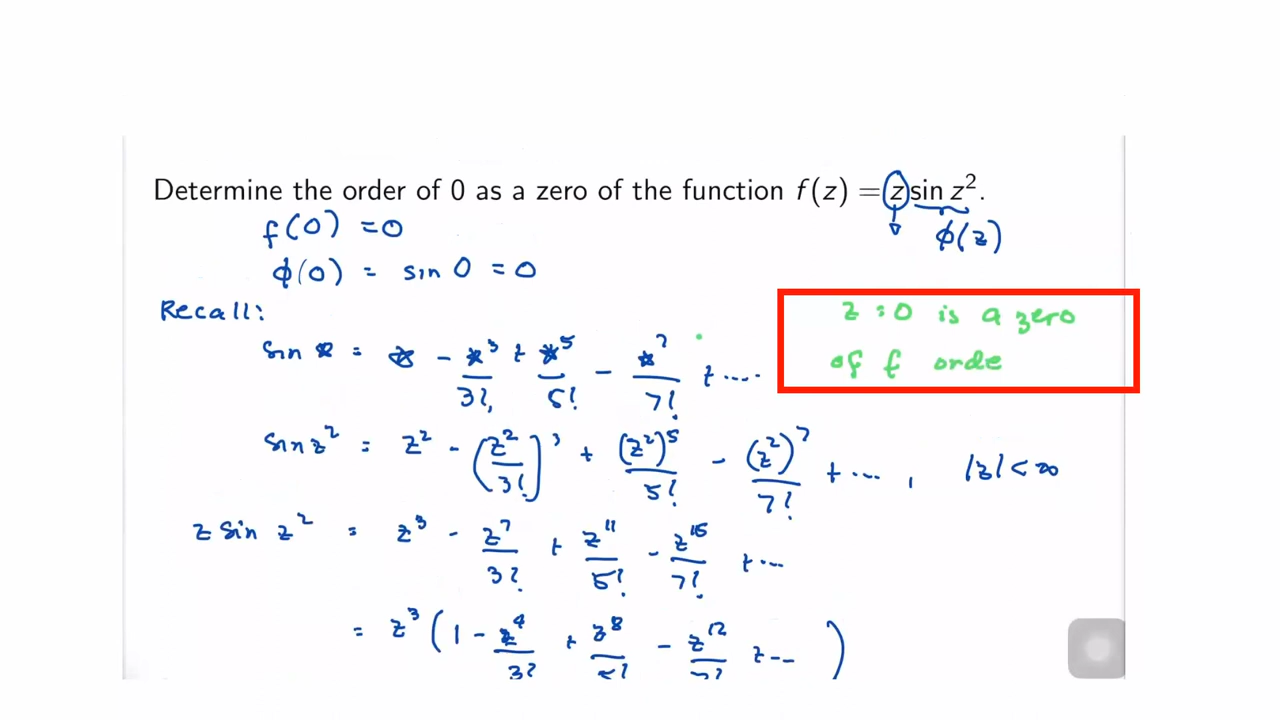 Determine the order of 0 as a zero of the function f(z) = z sin z².
f(0) = 0
ϕ(z)
ϕ(0) = sin 0 = 0
Recall:
z = 0 is a zero
of f orde
sin ☆ = ☆ - ☆³/3! + ☆⁵/5! - ☆⁷/7! + ....
sin z² = z² - (z²/3!)³ + (z²)⁵/5! - (z²)⁷/7! + ... , |z| < ∞
z sin z² = z³ - z⁷/3! + z¹¹/5! - z¹⁵/7! + ...
= z³ (1 - z⁴/3! + z⁸/5! - z¹²/7! + ... )